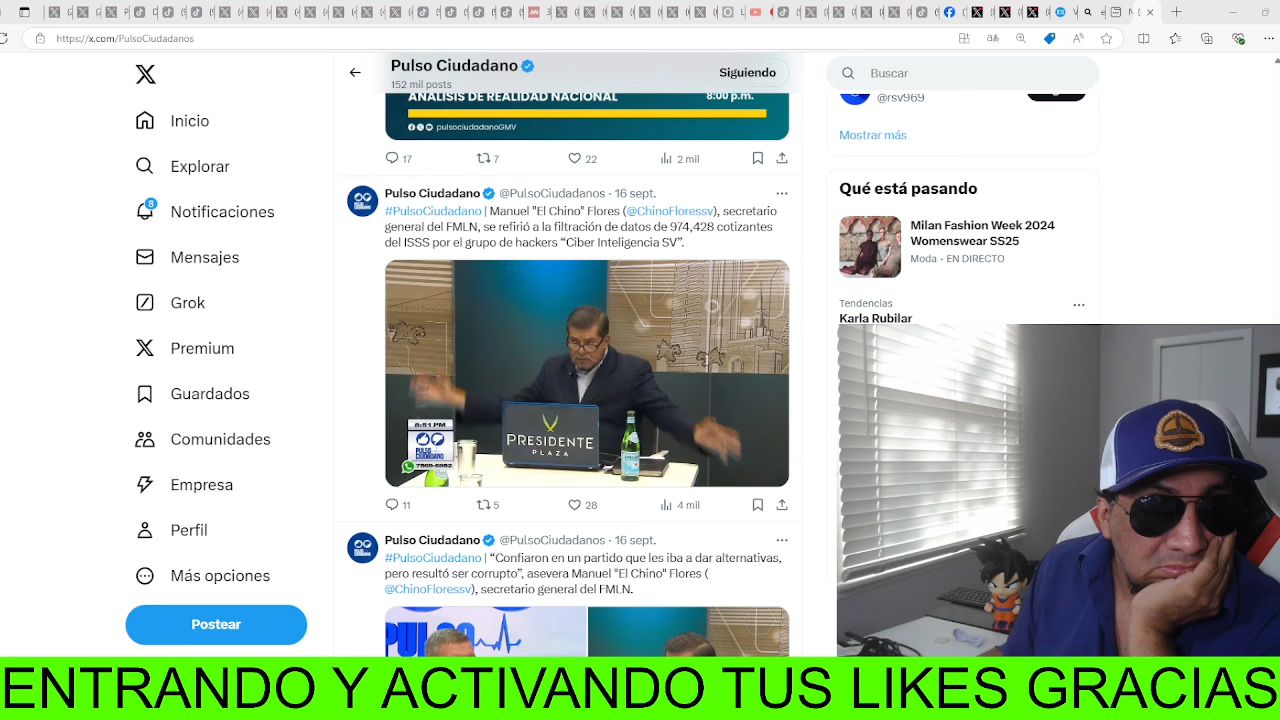 https://x.com/PulsoCiudadanos
Pulso Ciudadano
152 mil posts
Siguiendo
Buscar
ANÁLISIS DE REALIDAD NACIONAL
8:00 p.m.
pulsociudadanoGMV
17 7 22 2 mil
@rsv969
Mostrar más
Inicio
Explorar
8
Notificaciones
Mensajes
Grok
Premium
Guardados
Comunidades
Empresa
Perfil
Más opciones
Postear
Pulso Ciudadano @PulsoCiudadanos · 16 sept.
#PulsoCiudadano | Manuel "El Chino" Flores (@ChinoFloressv), secretario
general del FMLN, se refirió a la filtración de datos de 974,428 cotizantes
del ISSS por el grupo de hackers “Ciber Inteligencia SV”.
8:51 PM
PULSO
CIUDADANO
PRESIDENTE
PLAZA
11 5 28 4 mil
Pulso Ciudadano @PulsoCiudadanos · 16 sept.
#PulsoCiudadano | “Confiaron en un partido que les iba a dar alternativas,
pero resultó ser corrupto”, asevera Manuel "El Chino" Flores (
@ChinoFloressv), secretario general del FMLN.
Qué está pasando
Milan Fashion Week 2024
Womenswear SS25
Moda · EN DIRECTO
Tendencias
Karla Rubilar
ENTRANDO Y ACTIVANDO TUS LIKES GRACIAS